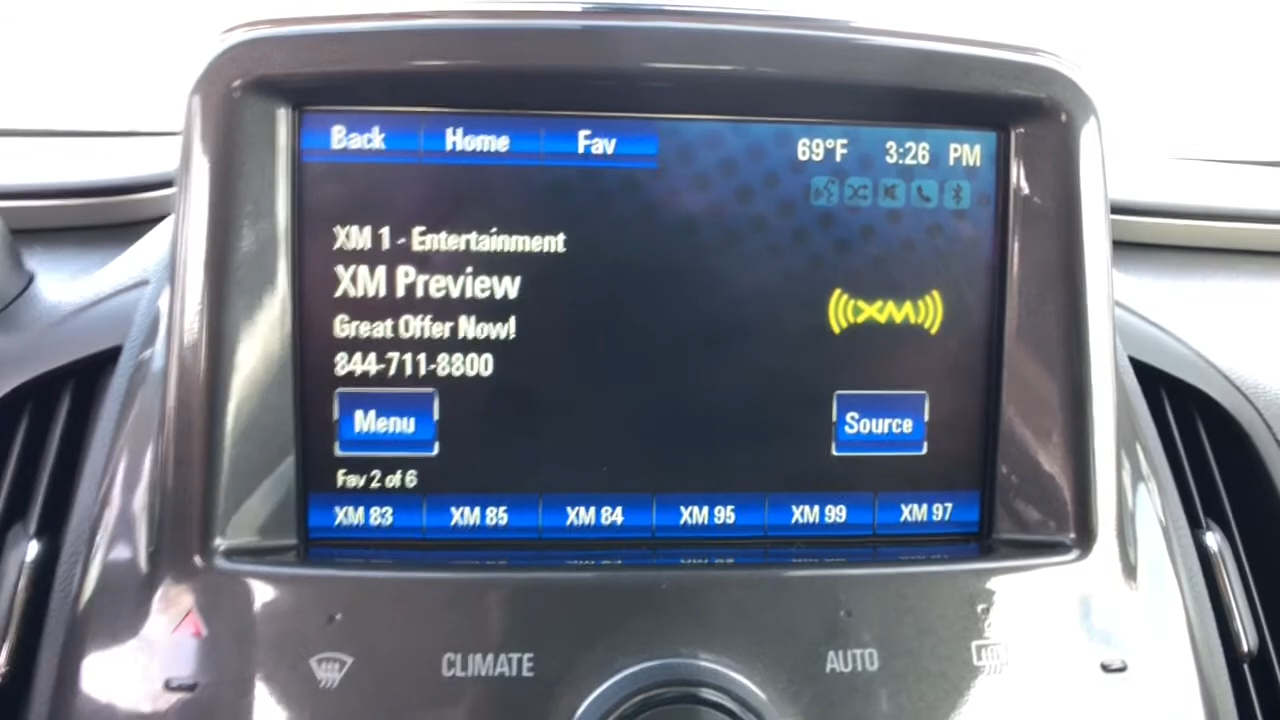 Back Home Fav
69°F 3:26 PM
XM 1 - Entertainment
XM Preview
Great Offer Now!
844-711-8800
XM
Menu
Source
Fav 2 of 6
XM 83 XM 85 XM 84 XM 95 XM 99 XM 97
CLIMATE
AUTO